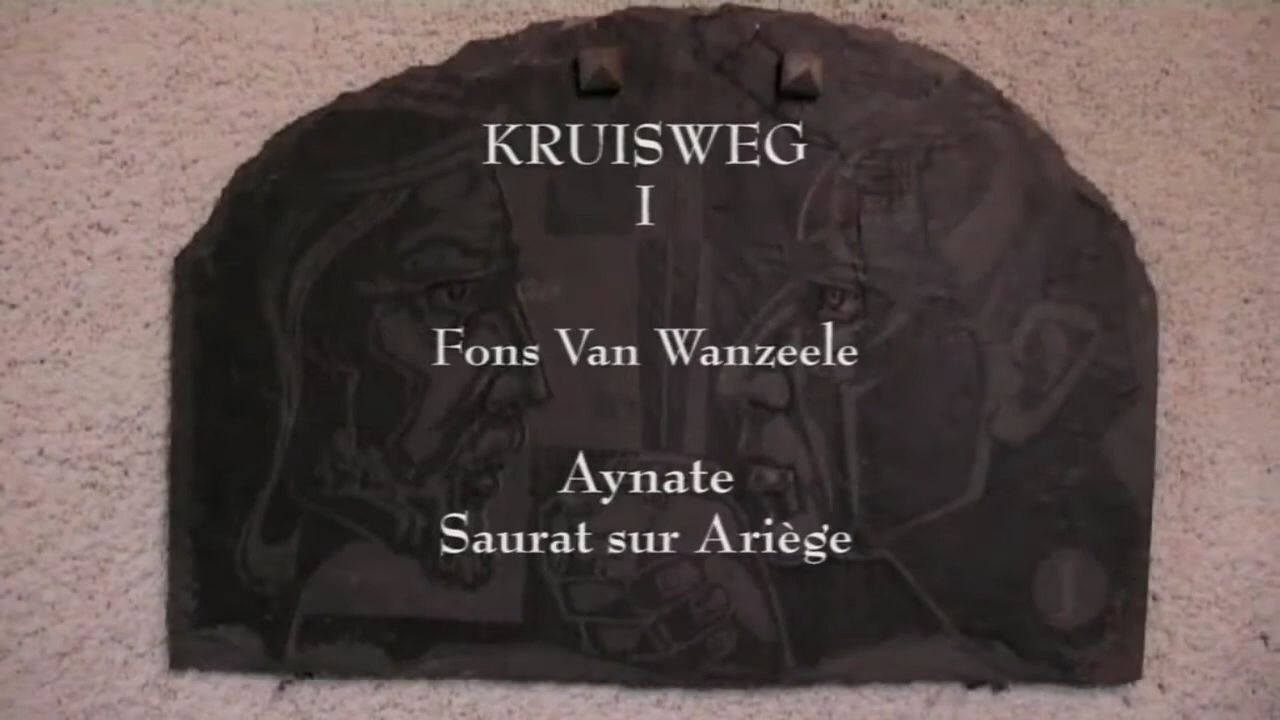 KRUISWEG
I
Fons Van Wanzeele
Aynate
Saurat sur Ariège
I